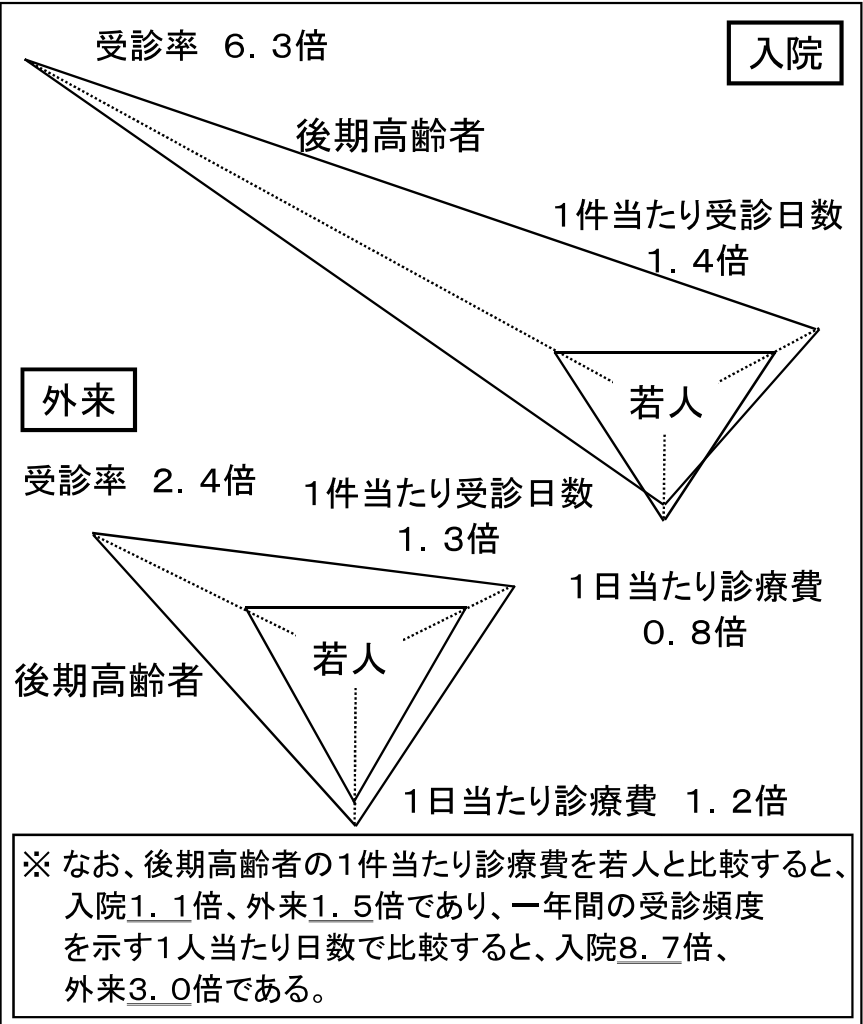 受診率 ６．３倍
入院
後期高齢者
１件当たり受診日数
１．４倍
若人
外来
受診率 ２．４倍
１件当たり受診日数
１．３倍
１日当たり診療費
０．８倍
若人
後期高齢者
１日当たり診療費 １．２倍
※ なお、後期高齢者の１件当たり診療費を若人と比較すると、
入院１．１倍、外来１．５倍であり、一年間の受診頻度
を示す１人当たり日数で比較すると、入院８．７倍、
外来３．０倍である。